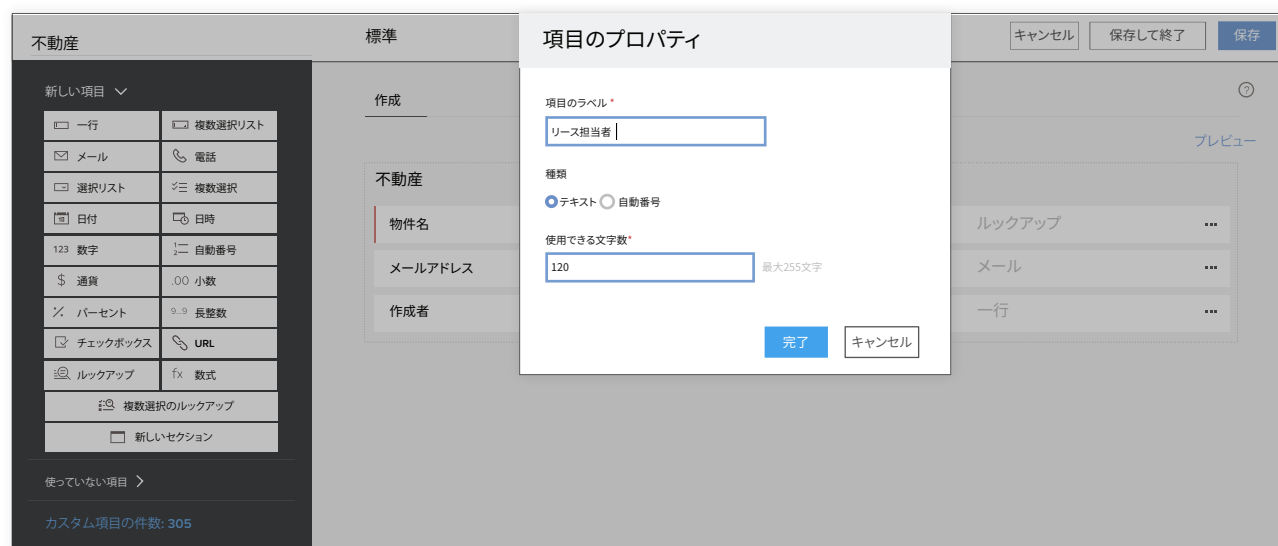 不動産
標準
項目のプロパティ
キャンセル
保存して終了
保存
新しい項目
一行
複数選択リスト
メール
電話
選択リスト
複数選択
日付
日時
123 数字
自動番号
$ 通貨
.00 小数
パーセント
9..9 長整数
チェックボックス
URL
ルックアップ
fx 数式
複数選択のルックアップ
新しいセクション
使っていない項目
カスタム項目の件数: 305
作成
プレビュー
不動産
物件名
ルックアップ
メールアドレス
メール
作成者
一行
項目のラベル *
リース担当者
種類
テキスト 自動番号
使用できる文字数*
120
最大255文字
完了
キャンセル